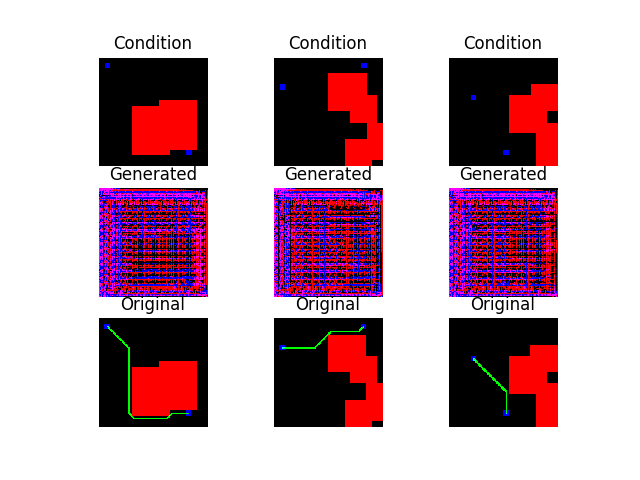 Condition Condition Condition
Generated Generated Generated
Original Original Original